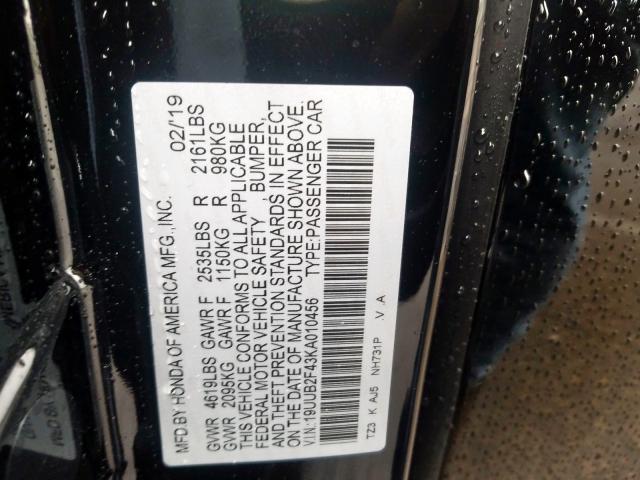 MFD.BY HONDA OF AMERICA MFG.,INC. 02/19
GVWR 4619LBS GAWR F 2535LBS R 2161LBS
GVWR 2095KG GAWR F 1150KG R 980KG
THIS VEHICLE CONFORMS TO ALL APPLICABLE
FEDERAL MOTOR VEHICLE SAFETY , BUMPER,
AND THEFT PREVENTION STANDARDS IN EFFECT
ON THE DATE OF MANUFACTURE SHOWN ABOVE.
V.I.N.:19UUB2F43KA010456 TYPE:PASSENGER CAR
TZ3 K AJ5 NH731P .V .A